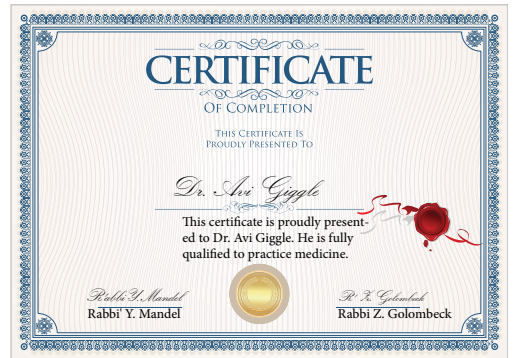 CERTIFICATE
OF COMPLETION
THIS CERTIFICATE IS
PROUDLY PRESENTED TO
Dr. Avi Giggle
This certificate is proudly present-
ed to Dr. Avi Giggle. He is fully
qualified to practice medicine.
Rabbi Y. Mandel
Rabbi' Y. Mandel
R' Z. Golombeck
Rabbi Z. Golombeck